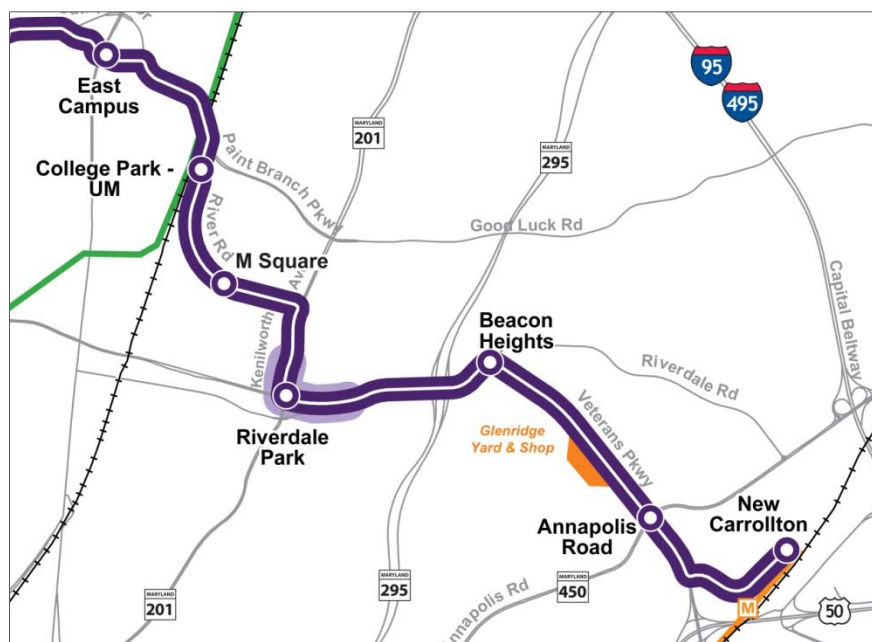 East
Campus
College Park -
UM
River Rd
Paint Branch Pkwy
MARYLAND
201
MARYLAND
295
95
495
Good Luck Rd
M Square
Kenilworth Ave
Beacon
Heights
Riverdale Rd
Capital Beltway
Riverdale
Park
Glenridge
Yard & Shop
Veterans Pkwy
Annapolis
Road
New
Carrollton
MARYLAND
201
MARYLAND
295
MARYLAND
450
Annapolis Rd
M
50